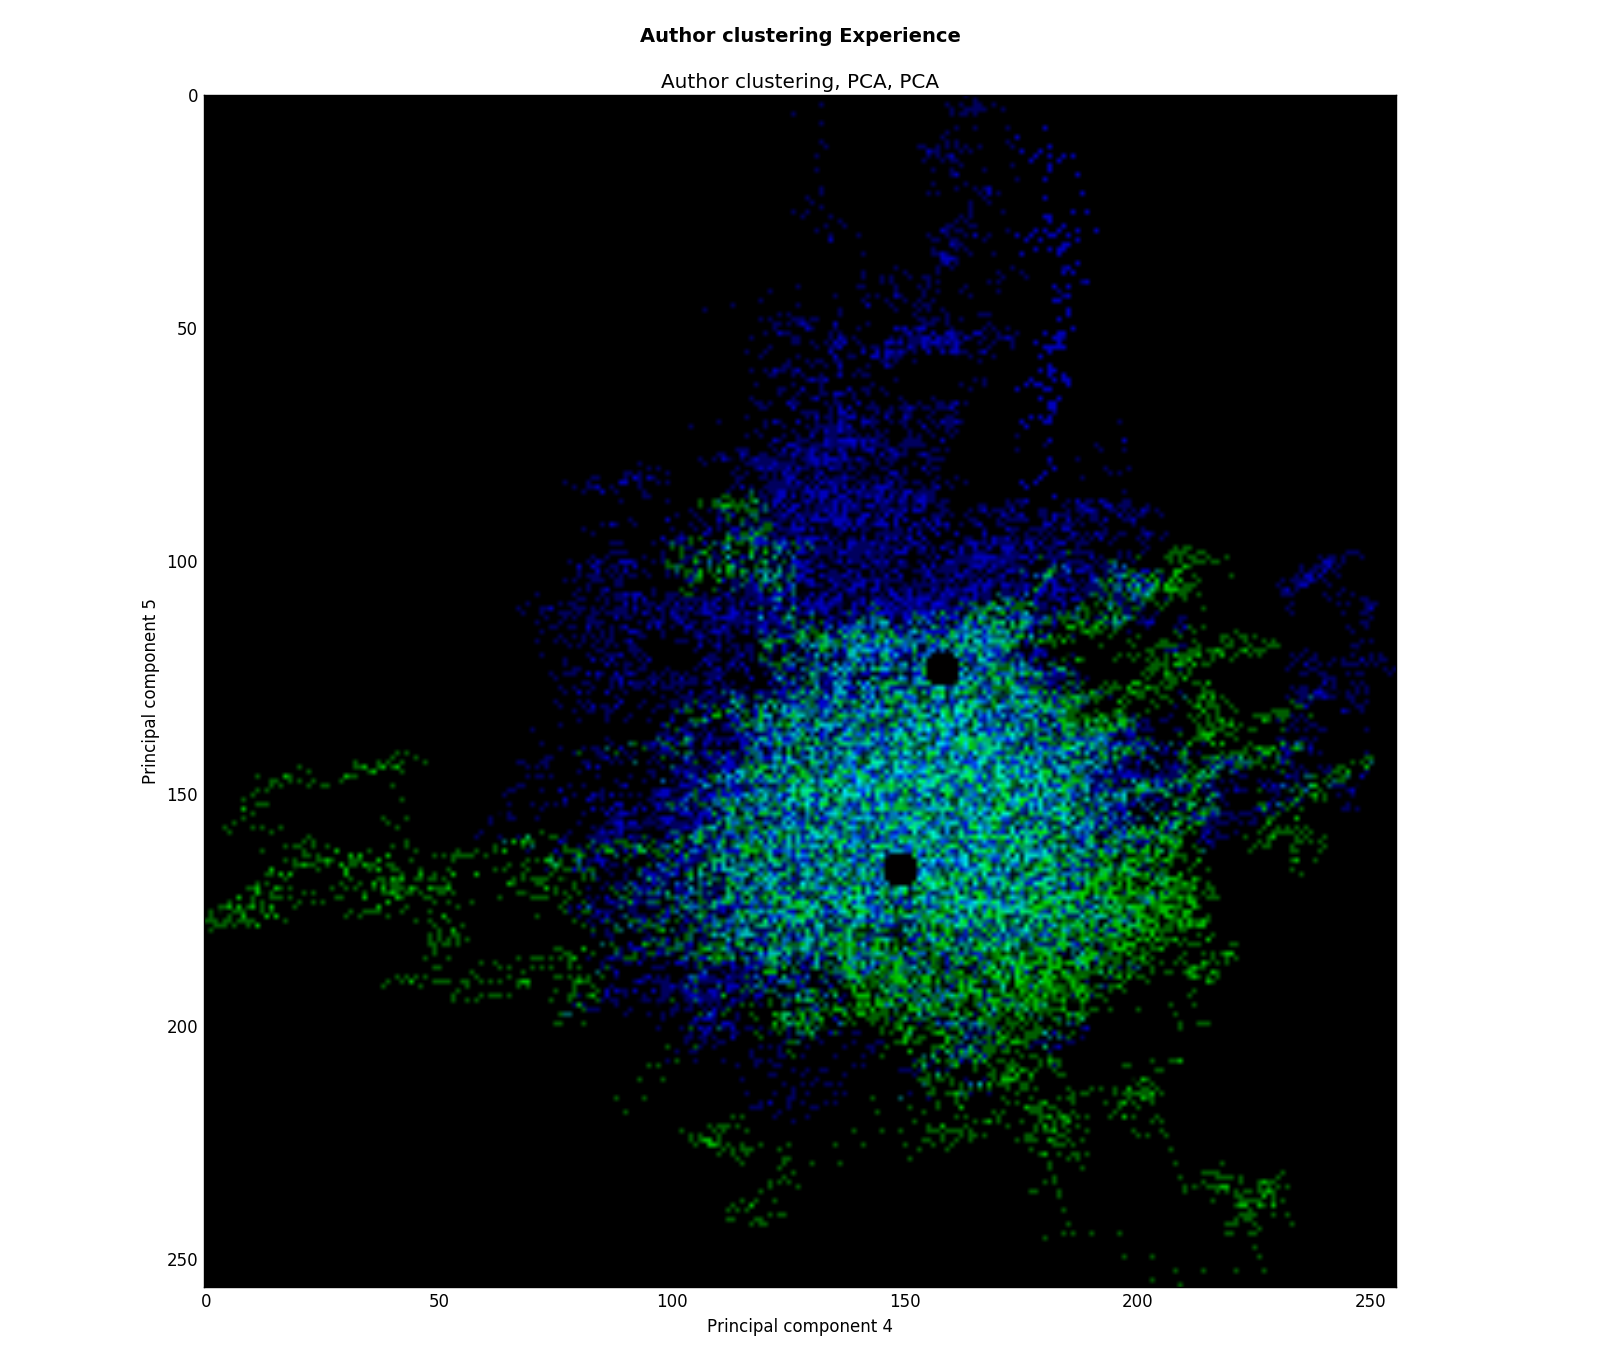 Author clustering Experience
Author clustering, PCA, PCA
0
50
100
150
200
250
Principal component 5
0 50 100 150 200 250
Principal component 4